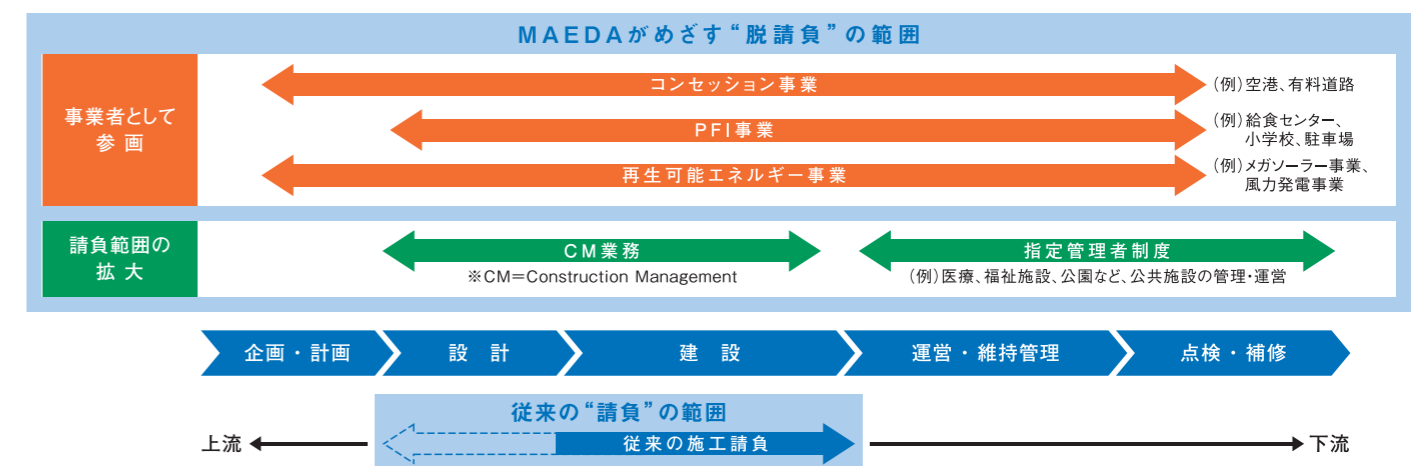 MAEDAがめざす“脱請負”の範囲
事業者として
参画
コンセッション事業
(例)空港、有料道路
PFI事業
(例)給食センター、
小学校、駐車場
再生可能エネルギー事業
(例)メガソーラー事業、
風力発電事業
請負範囲の
拡大
CM業務
※CM=Construction Management
指定管理者制度
(例)医療、福祉施設、公園など、公共施設の管理・運営
企画・計画
設計
建設
運営・維持管理
点検・補修
従来の“請負”の範囲
上流
従来の施工請負
下流